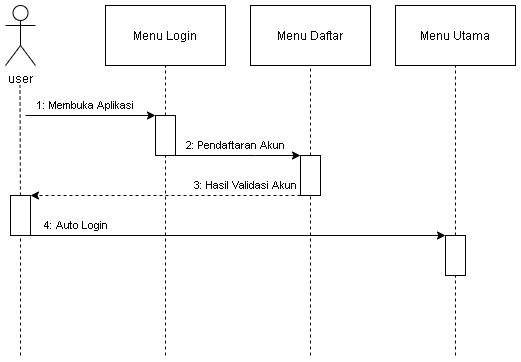 Menu Login
Menu Daftar
Menu Utama
user
1: Membuka Aplikasi
2: Pendaftaran Akun
3: Hasil Validasi Akun
4: Auto Login